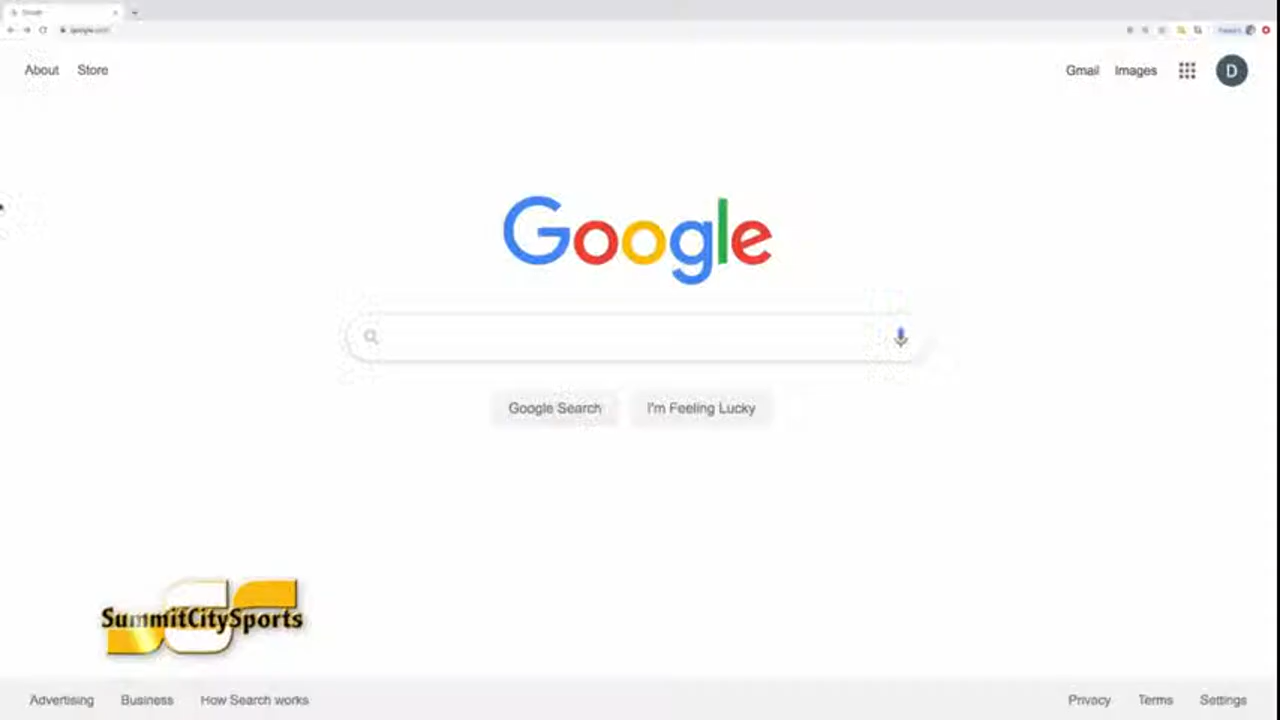 About Store Gmail Images D
Google
Google Search I'm Feeling Lucky
SummitCitySports
Advertising Business How Search works Privacy Terms Settings